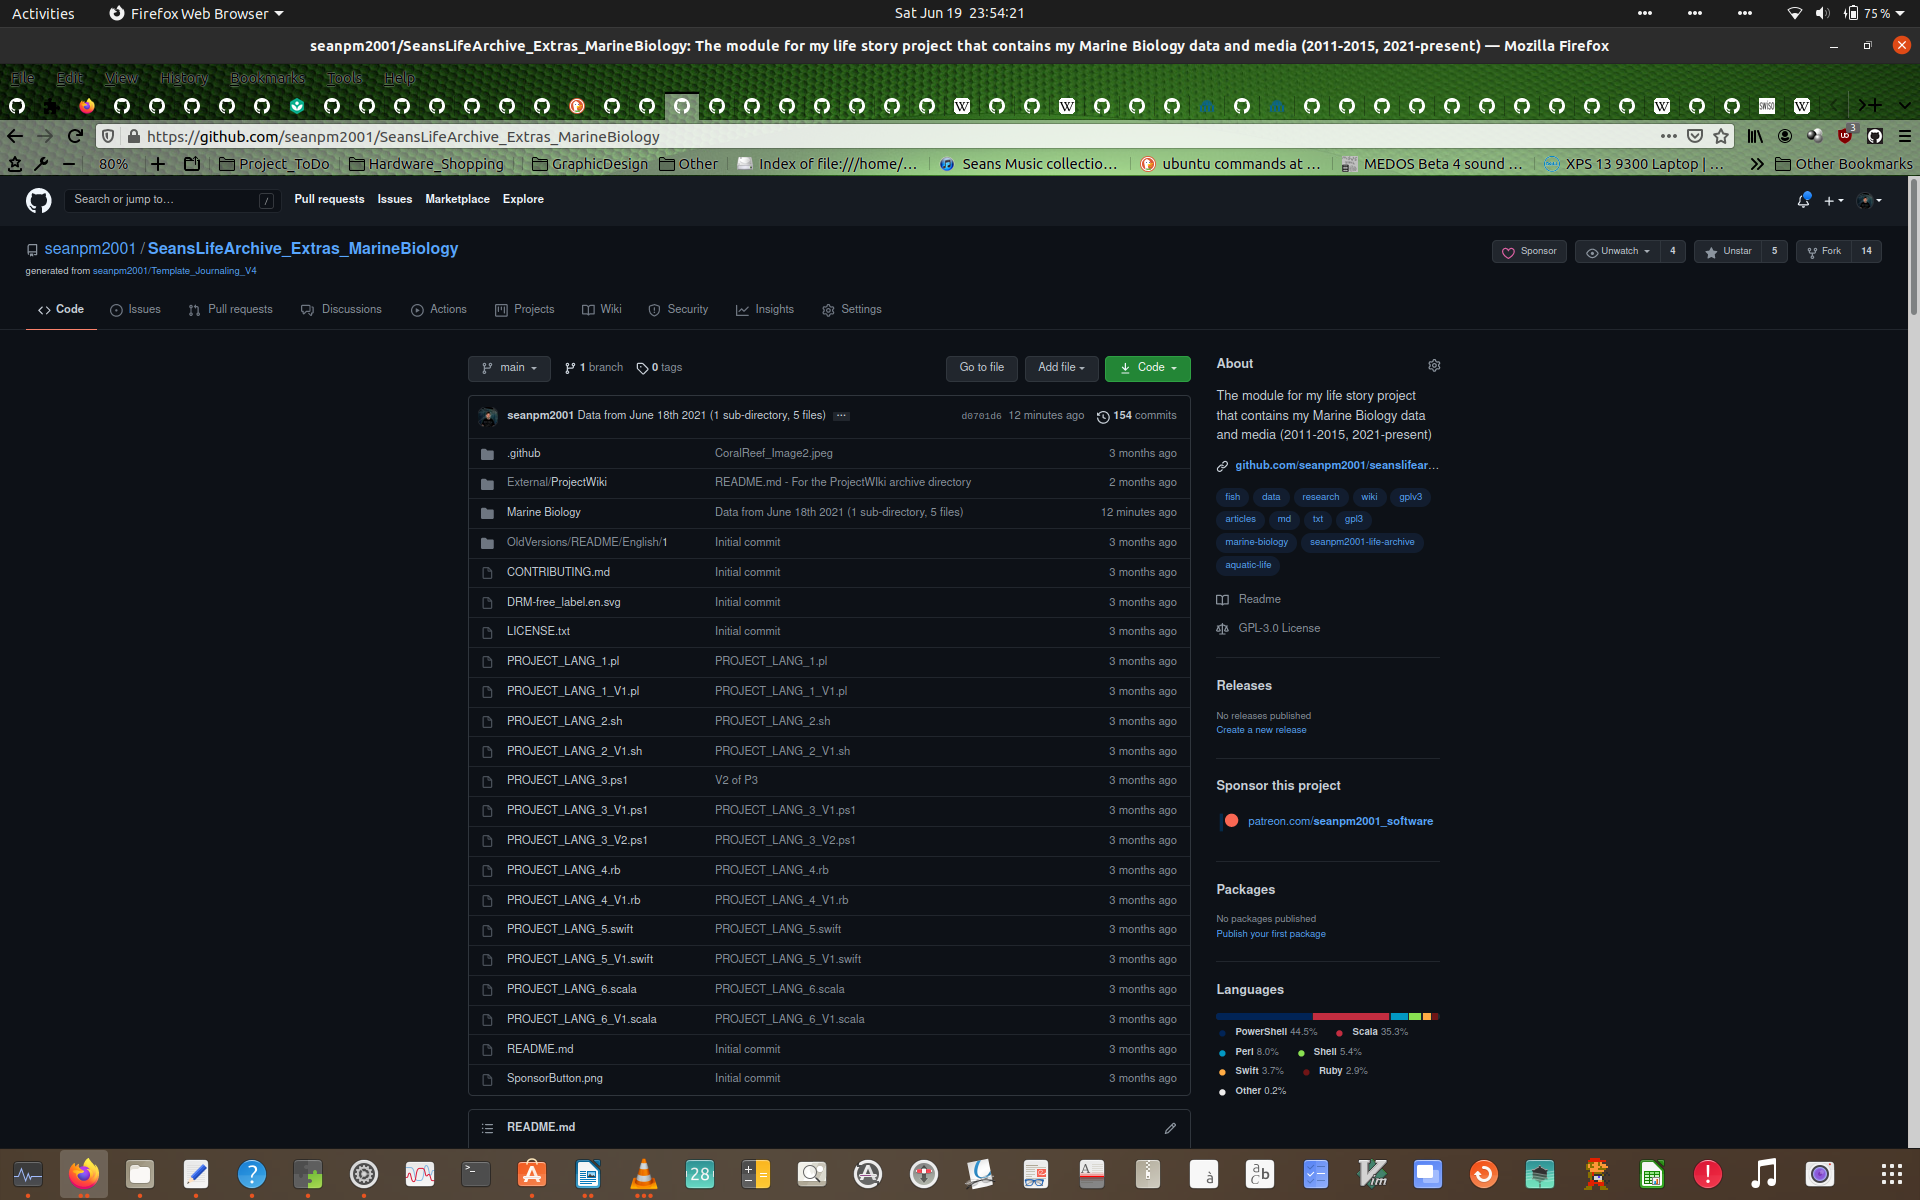 Activities Firefox Web Browser Sat Jun 19 23:54:21 75 %
seanpm2001/SeansLifeArchive_Extras_MarineBiology: The module for my life story project that contains my Marine Biology data and media (2011-2015, 2021-present) — Mozilla Firefox
File Edit View History Bookmarks Tools Help
https://github.com/seanpm2001/SeansLifeArchive_Extras_MarineBiology 3
80% Project_ToDo Hardware_Shopping GraphicDesign Other Index of file:///home/... Seans Music collectio... ubuntu commands at ... MEDOS Beta 4 sound ... XPS 13 9300 Laptop | ... Other Bookmarks
Search or jump to... / Pull requests Issues Marketplace Explore
seanpm2001 / SeansLifeArchive_Extras_MarineBiology Sponsor Unwatch 4 Unstar 5 Fork 14
generated from seanpm2001/Template_Journaling_V4
Code Issues Pull requests Discussions Actions Projects Wiki Security Insights Settings
main 1 branch 0 tags Go to file Add file Code
seanpm2001 Data from June 18th 2021 (1 sub-directory, 5 files) ... d0701d6 12 minutes ago 154 commits
.github CoralReef_Image2.jpeg 3 months ago
External/ProjectWiki README.md - For the ProjectWIki archive directory 2 months ago
Marine Biology Data from June 18th 2021 (1 sub-directory, 5 files) 12 minutes ago
OldVersions/README/English/1 Initial commit 3 months ago
CONTRIBUTING.md Initial commit 3 months ago
DRM-free_label.en.svg Initial commit 3 months ago
LICENSE.txt Initial commit 3 months ago
PROJECT_LANG_1.pl PROJECT_LANG_1.pl 3 months ago
PROJECT_LANG_1_V1.pl PROJECT_LANG_1_V1.pl 3 months ago
PROJECT_LANG_2.sh PROJECT_LANG_2.sh 3 months ago
PROJECT_LANG_2_V1.sh PROJECT_LANG_2_V1.sh 3 months ago
PROJECT_LANG_3.ps1 V2 of P3 3 months ago
PROJECT_LANG_3_V1.ps1 PROJECT_LANG_3_V1.ps1 3 months ago
PROJECT_LANG_3_V2.ps1 PROJECT_LANG_3_V2.ps1 3 months ago
PROJECT_LANG_4.rb PROJECT_LANG_4.rb 3 months ago
PROJECT_LANG_4_V1.rb PROJECT_LANG_4_V1.rb 3 months ago
PROJECT_LANG_5.swift PROJECT_LANG_5.swift 3 months ago
PROJECT_LANG_5_V1.swift PROJECT_LANG_5_V1.swift 3 months ago
PROJECT_LANG_6.scala PROJECT_LANG_6.scala 3 months ago
PROJECT_LANG_6_V1.scala PROJECT_LANG_6_V1.scala 3 months ago
README.md Initial commit 3 months ago
SponsorButton.png Initial commit 3 months ago
README.md
About
The module for my life story project
that contains my Marine Biology data
and media (2011-2015, 2021-present)
github.com/seanpm2001/seanslifear...
fish data research wiki gplv3
articles md txt gpl3
marine-biology seanpm2001-life-archive
aquatic-life
Readme
GPL-3.0 License
Releases
No releases published
Create a new release
Sponsor this project
patreon.com/seanpm2001_software
Packages
No packages published
Publish your first package
Languages
PowerShell 44.5% Scala 35.3%
Perl 8.0% Shell 5.4%
Swift 3.7% Ruby 2.9%
Other 0.2%
28